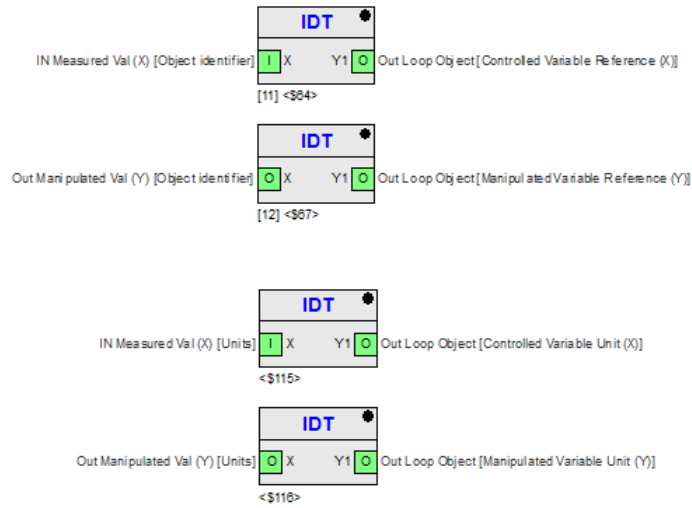 IDT
IN Measured Val (X) [Object identifier] I X Y1 O Out Loop Object [Controlled Variable Reference (X)]
[11] <$64>
IDT
Out Manipulated Val (Y) [Object identifier] O X Y1 O Out Loop Object [Manipulated Variable Reference (Y)]
[12] <$67>
IDT
IN Measured Val (X) [Units] I X Y1 O Out Loop Object [Controlled Variable Unit (X)]
<$115>
IDT
Out Manipulated Val (Y) [Units] O X Y1 O Out Loop Object [Manipulated Variable Unit (Y)]
<$116>